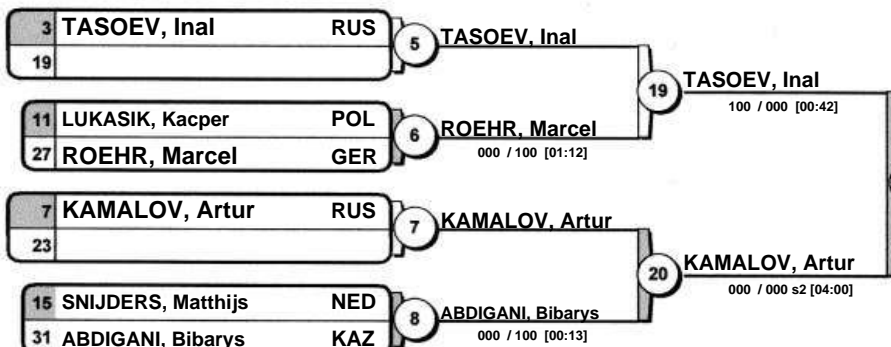 3 TASOEV, Inal RUS
19
5
TASOEV, Inal
11 LUKASIK, Kacper POL
27 ROEHR, Marcel GER
6
ROEHR, Marcel
000 / 100 [01:12]
19
TASOEV, Inal
100 / 000 [00:42]
7 KAMALOV, Artur RUS
23
7
KAMALOV, Artur
15 SNIJDERS, Matthijs NED
31 ABDIGANI, Bibarys KAZ
8
ABDIGANI, Bibarys
000 / 100 [00:13]
20
KAMALOV, Artur
000 / 000 s2 [04:00]